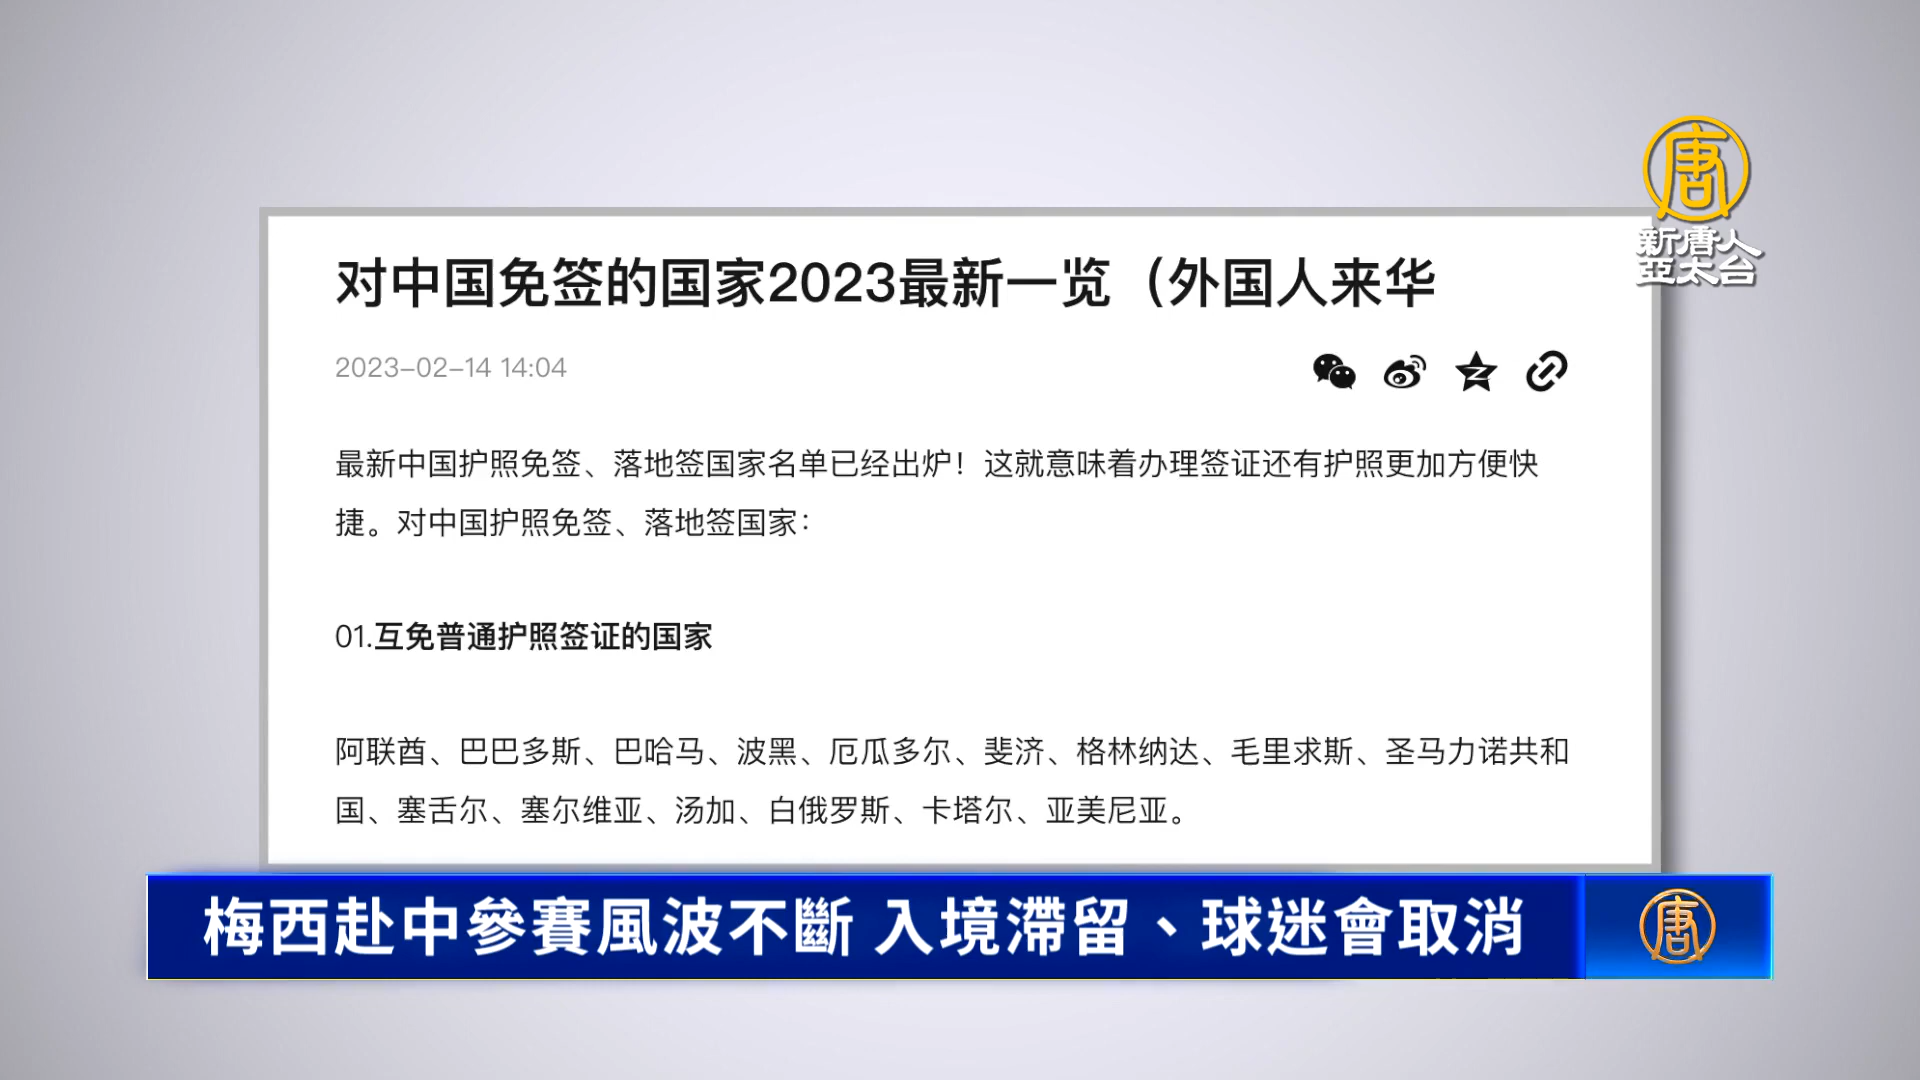 唐
新唐人
亞太台
对中国免签的国家2023最新一览（外国人来华
2023-02-14 14:04
最新中国护照免签、落地签国家名单已经出炉！这就意味着办理签证还有护照更加方便快
捷。对中国护照免签、落地签国家：
01.互免普通护照签证的国家
阿联酋、巴巴多斯、巴哈马、波黑、厄瓜多尔、斐济、格林纳达、毛里求斯、圣马力诺共和
国、塞舌尔、塞尔维亚、汤加、白俄罗斯、卡塔尔、亚美尼亚。
梅西赴中參賽風波不斷 入境滯留、球迷會取消
唐